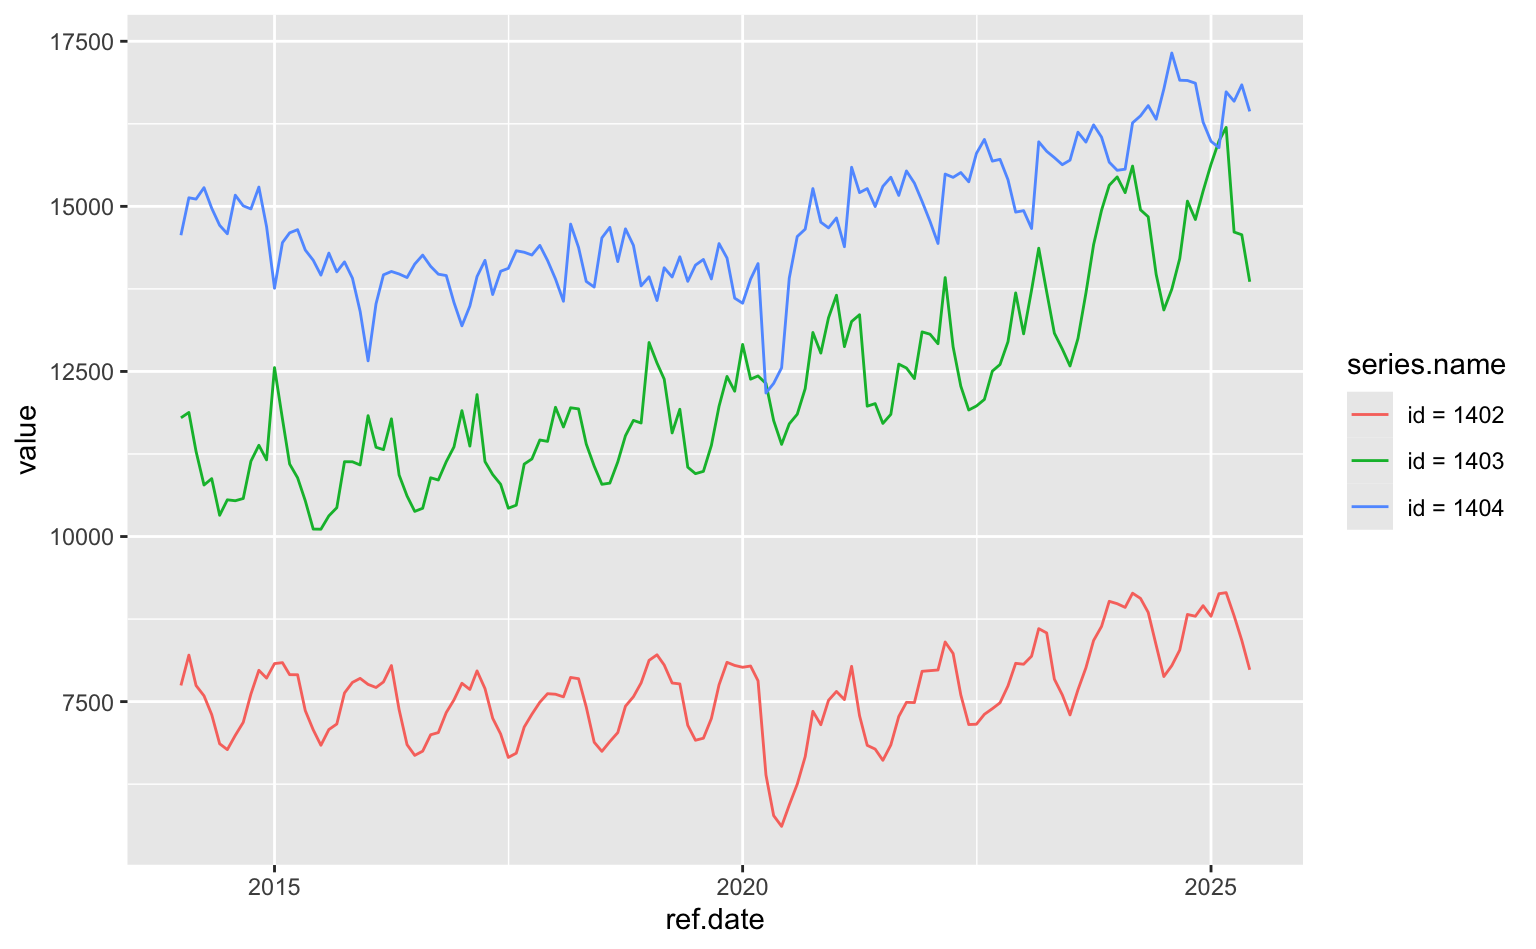 17500
15000
12500
10000
7500
value
2015
2020
2025
ref.date
series.name
id = 1402
id = 1403
id = 1404